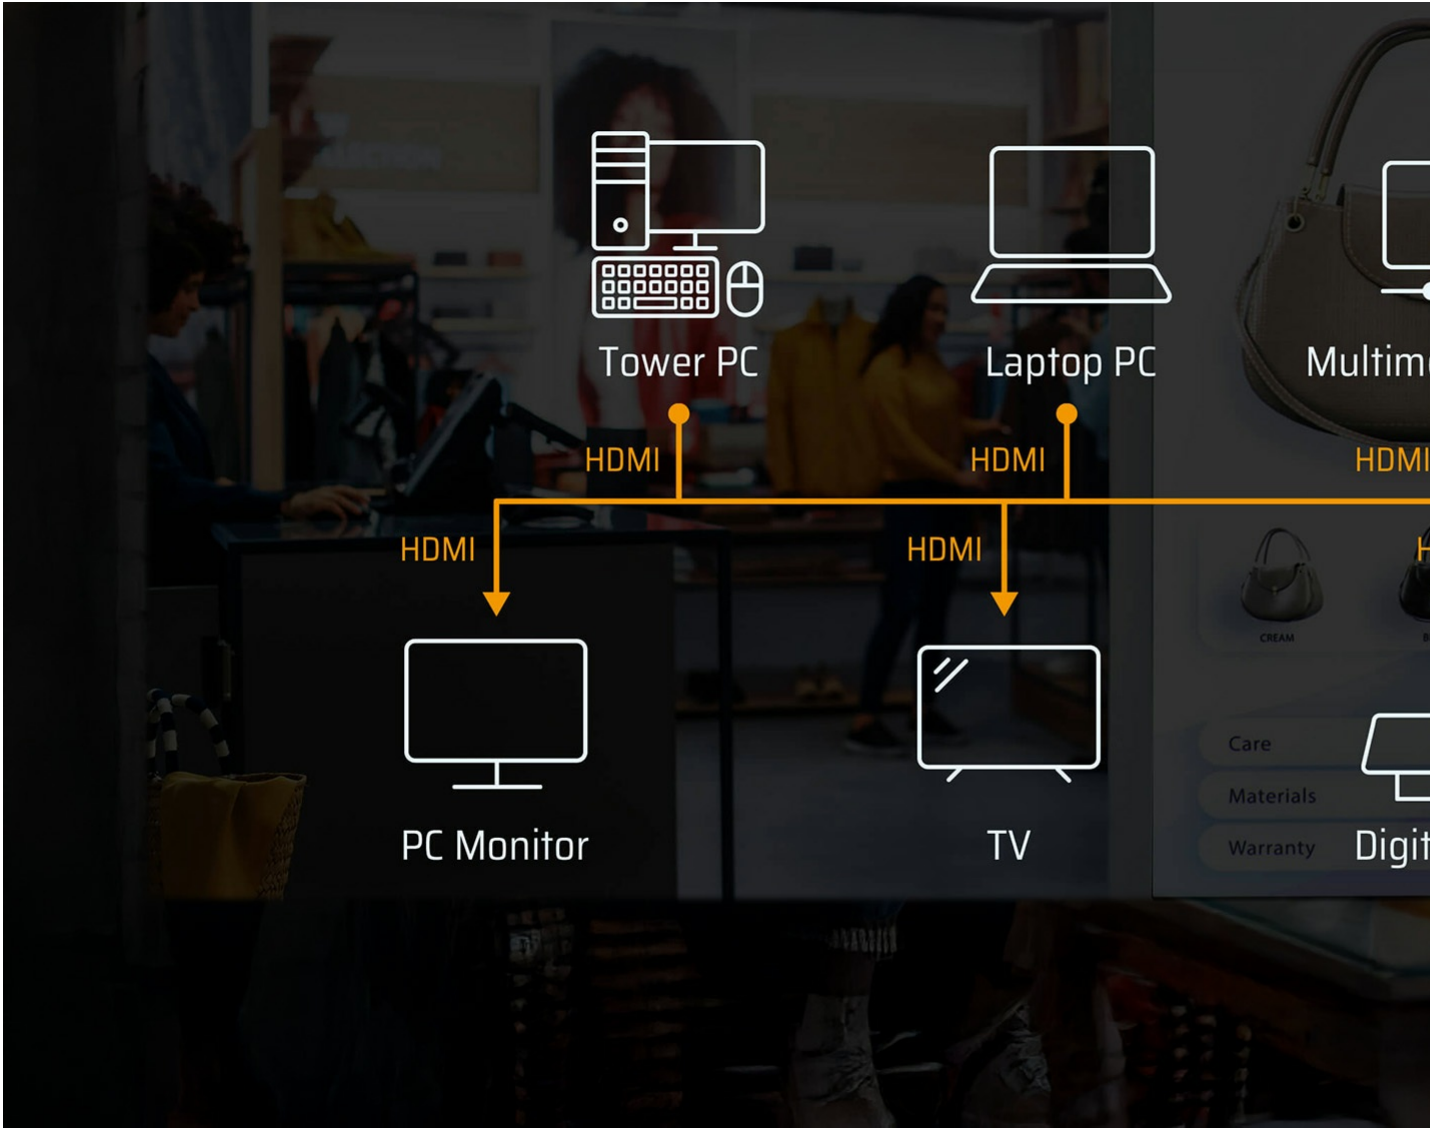 Tower PC
Laptop PC
HDMI
HDMI
HDMI
HDMI
HDMI
CREAM
PC Monitor
TV
Care
Materials
Warranty